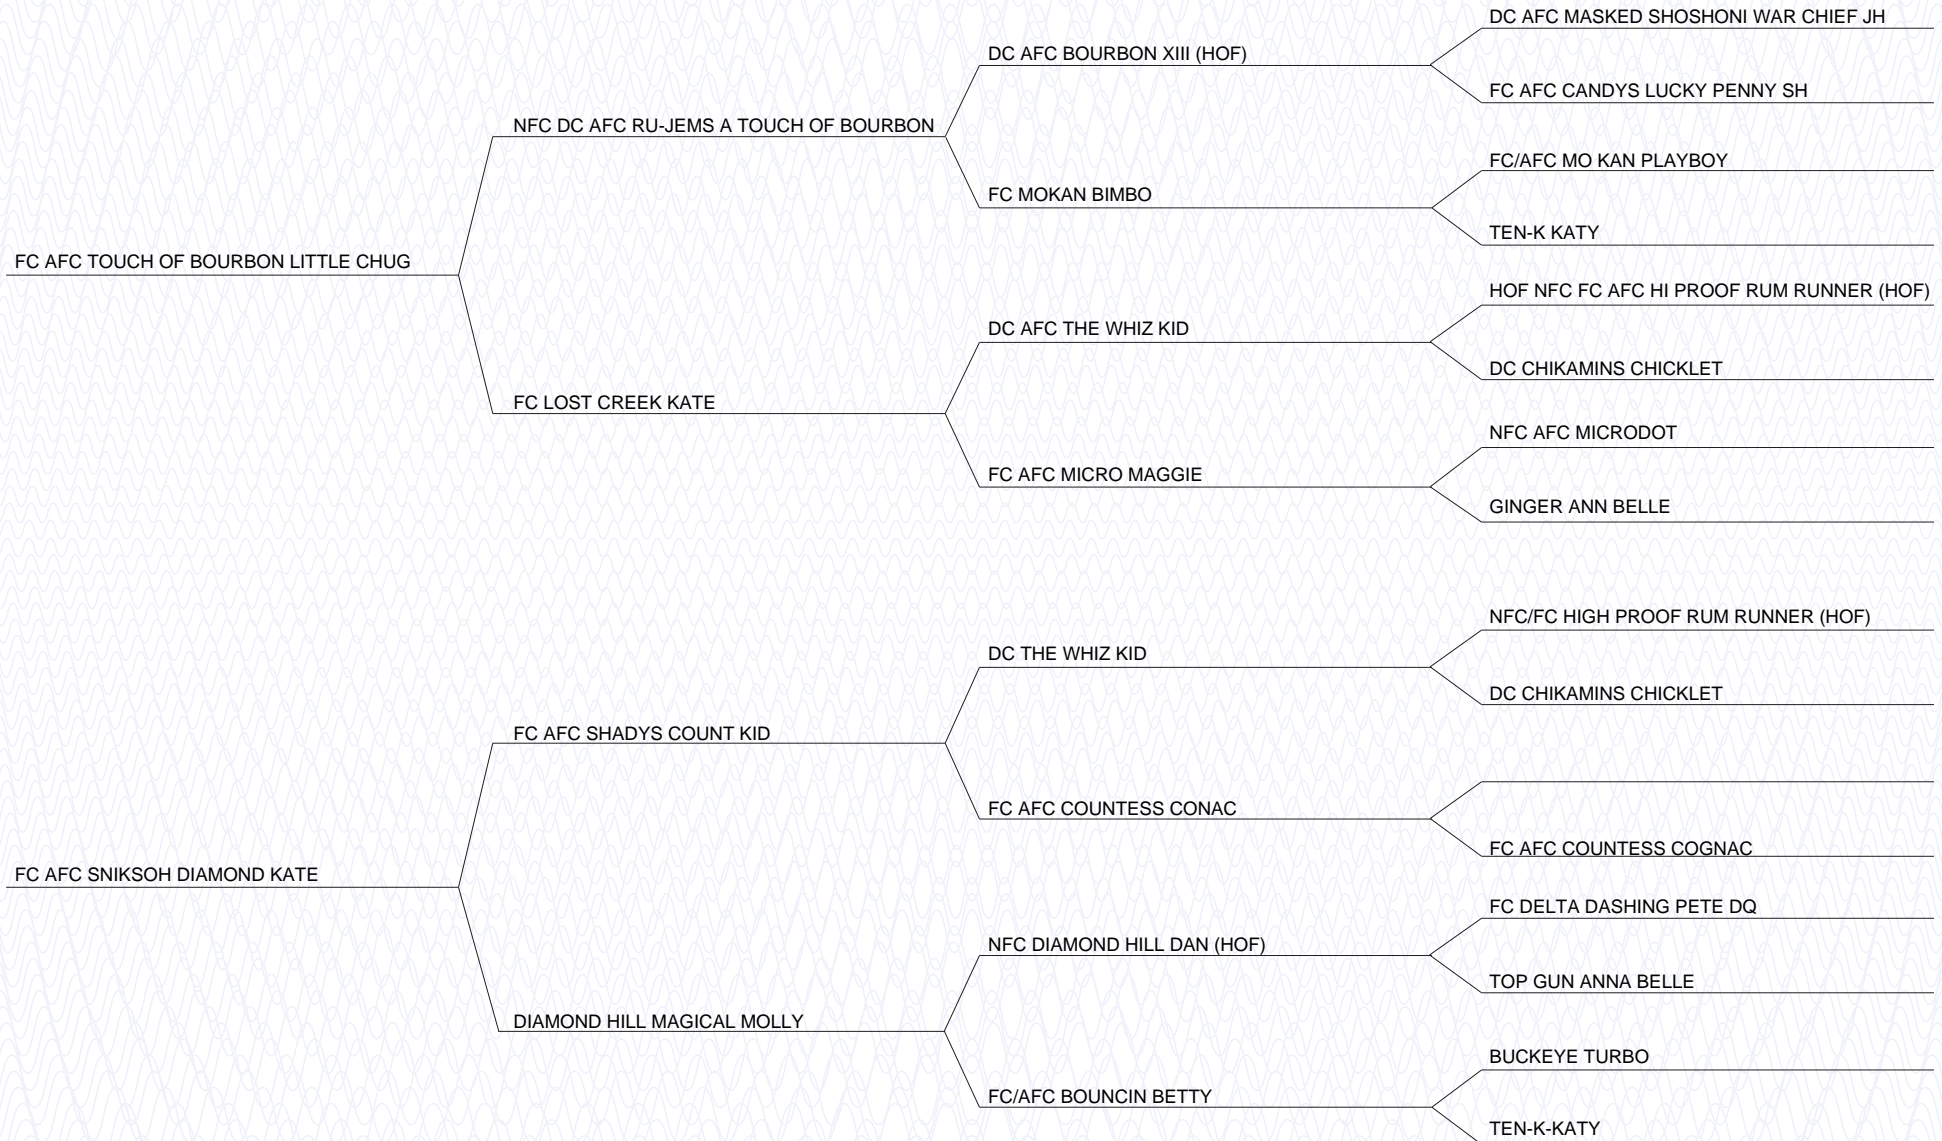 DC AFC MASKED SHOSHONI WAR CHIEF JH
DC AFC BOURBON XIII (HOF)
FC AFC CANDYS LUCKY PENNY SH
NFC DC AFC RU-JEMS A TOUCH OF BOURBON
FC/AFC MO KAN PLAYBOY
FC MOKAN BIMBO
TEN-K KATY
FC AFC TOUCH OF BOURBON LITTLE CHUG
HOF NFC FC AFC HI PROOF RUM RUNNER (HOF)
DC AFC THE WHIZ KID
DC CHIKAMINS CHICKLET
FC LOST CREEK KATE
NFC AFC MICRODOT
FC AFC MICRO MAGGIE
GINGER ANN BELLE
NFC/FC HIGH PROOF RUM RUNNER (HOF)
DC THE WHIZ KID
DC CHIKAMINS CHICKLET
FC AFC SHADYS COUNT KID
FC AFC COUNTESS CONAC
FC AFC COUNTESS COGNAC
FC AFC SNIKSOH DIAMOND KATE
FC DELTA DASHING PETE DQ
NFC DIAMOND HILL DAN (HOF)
TOP GUN ANNA BELLE
DIAMOND HILL MAGICAL MOLLY
BUCKEYE TURBO
FC/AFC BOUNCIN BETTY
TEN-K-KATY